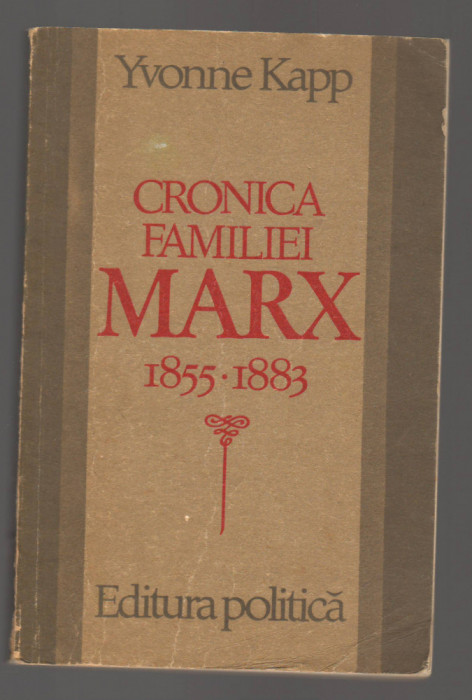 Yvonne Kapp
CRONICA
FAMILIEI
MARX
1855·1883
Editura politică